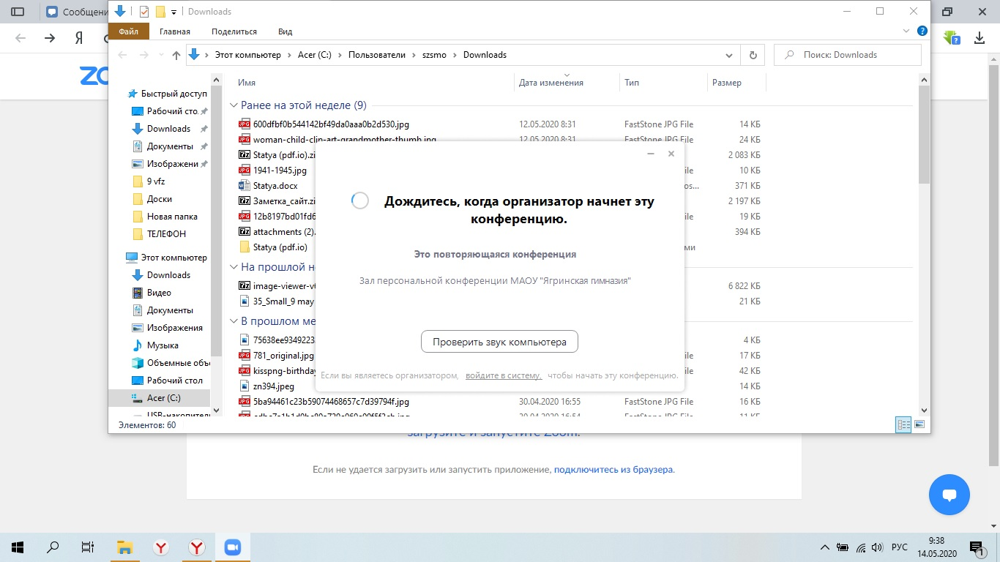 Сообщени
Downloads
Файл
Главная
Поделиться
Вид
Этот компьютер › Acer (C:) › Пользователи › szsmo › Downloads
Поиск: Downloads
Имя
Дата изменения
Тип
Размер
Быстрый доступ
Рабочий сто.
Downloads
Документы
Изображени
9 vfz
Доски
Новая папка
ТЕЛЕФОН
Этот компьютер
Downloads
Видео
Документы
Изображения
Музыка
Объемные объ
Рабочий стол
Acer (C:)
USB-накопител
Ранее на этой неделе (9)
600dfbf0b544142bf49da0aaa0b2d530.jpg 12.05.2020 8:31 FastStone JPG File 14 КБ
woman-child-clip-art-grandmother-thumb.jpg 12.05.2020 8:31 FastStone JPG File 24 КБ
Statya (pdf.io).zi 2 083 КБ
1941-1945.jpg ile 10 КБ
Statya.docx os... 371 КБ
Заметка_сайт.zi 2 197 КБ
12b8197bd01fd6 ile 19 КБ
attachments (2). 394 КБ
Statya (pdf.io) ми
На прошлой н
image-viewer-v 6 822 КБ
35_Small_9 may 21 КБ
В прошлом ме
75638ee9349223 4 КБ
781_original.jpg ile 17 КБ
kisspng-birthday ile 42 КБ
zn394.jpeg 14 КБ
5ba94461c23b59074468657c7d39794f.jpg 30.04.2020 16:55 FastStone JPG File 16 КБ
30.04.2020 16:54 FastStone JPG File 11 КБ
Элементов: 60
Дождитесь, когда организатор начнет эту
конференцию.
Это повторяющаяся конференция
Зал персональной конференции МАОУ "Ягринская гимназия"
Проверить звук компьютера
Если вы являетесь организатором, войдите в систему, чтобы начать эту конференцию.
загрузите и запустите Zoom.
Если не удается загрузить или запустить приложение, подключитесь из браузера.
РУС
9:38
14.05.2020
1